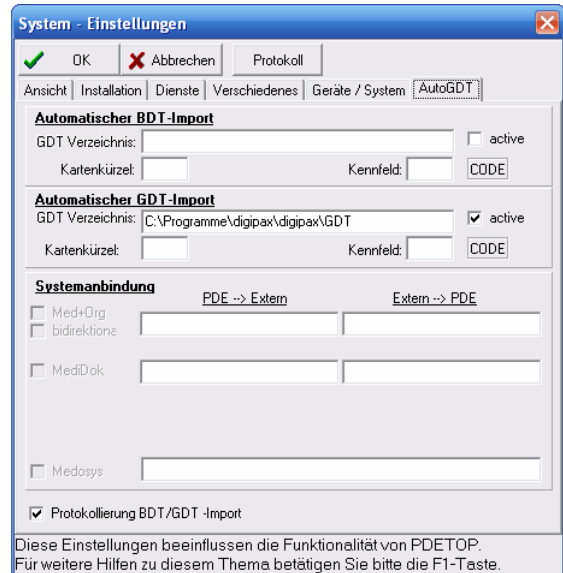 System - Einstellungen
OK Abbrechen Protokoll
Ansicht Installation Dienste Verschiedenes Geräte / System AutoGDT
Automatischer BDT-Import
GDT Verzeichnis: active
Kartenkürzel: Kennfeld: CODE
Automatischer GDT-Import
GDT Verzeichnis: C:\Programme\digipax\digipax\GDT active
Kartenkürzel: Kennfeld: CODE
Systemanbindung
PDE --> Extern Extern --> PDE
Med+Org
bidirektiona
MediDok
Medosys
Protokollierung BDT/GDT -Import
Diese Einstellungen beeinflussen die Funktionalität von PDETOP.
Für weitere Hilfen zu diesem Thema betätigen Sie bitte die F1-Taste.